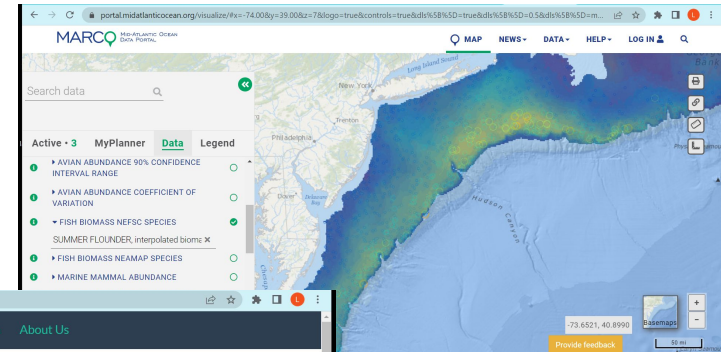 portal.midatlanticocean.org/visualize/#x=-74.00&y=39.00&z=7&logo=true&controls=true&dls%5B%5D=true&dls%5B%5D=0.5&dls%5B%5D=m...
MARCO MID-ATLANTIC OCEAN
DATA PORTAL
MAP NEWS DATA HELP LOG IN
Search data
Active • 3 MyPlanner Data Legend
AVIAN ABUNDANCE 90% CONFIDENCE
INTERVAL RANGE
AVIAN ABUNDANCE COEFFICIENT OF
VARIATION
FISH BIOMASS NEFSC SPECIES
SUMMER FLOUNDER, interpolated bioma
FISH BIOMASS NEAMAP SPECIES
MARINE MAMMAL ABUNDANCE
About Us
Long Island Sound
New York
Trenton
Philadelphia
Dover
Delaware
Bay
Hudson
Canyon
-73.6521, 40.8990
Basemaps
+
−
Provide feedback
50 mi
L
L